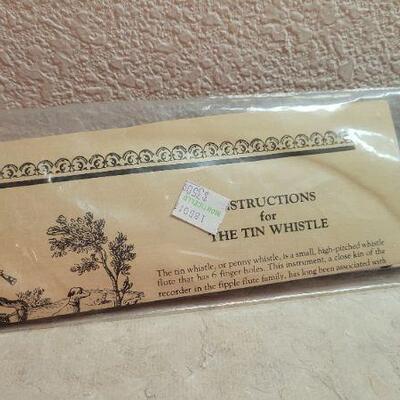 INSTRUCTIONS
for
THE TIN WHISTLE
The tin whistle, or penny whistle, is a small, high-pitched whistle
flute that has 6 finger holes. This instrument, a close kin of the
recorder in the fipple flute family, has long been associated with